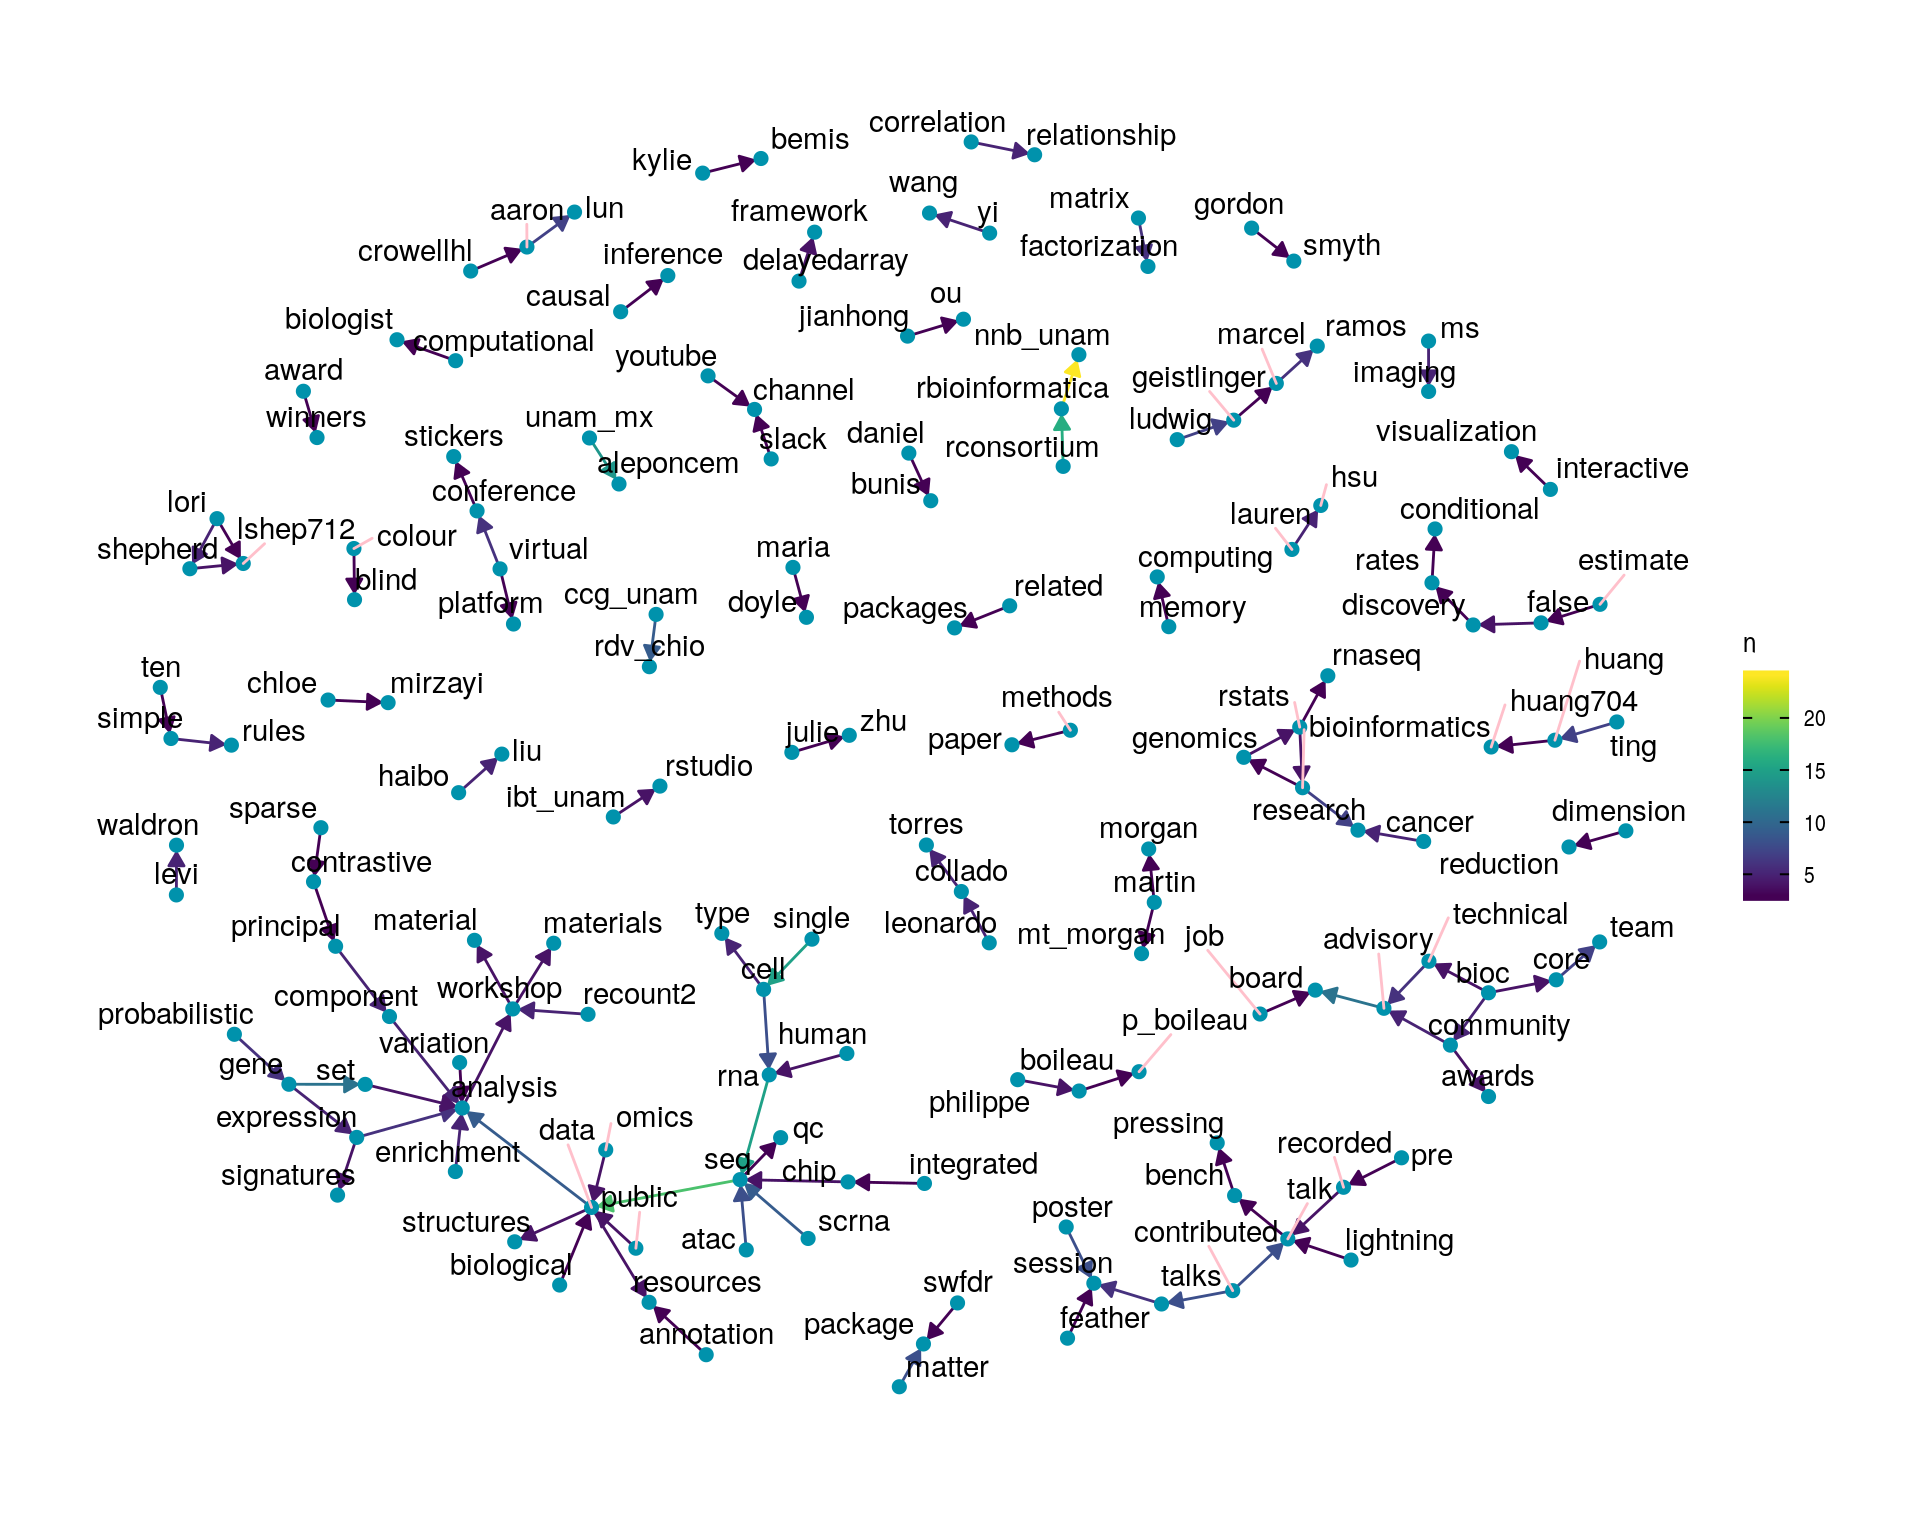 correlation
bemis
relationship
kylie
wang
matrix
gordon
aaron
lun
framework
yi
crowellhl
inference
delayedarray
factorization
smyth
causal
ou
biologist
jianhong
nnb_unam
marcel
ramos
ms
computational
youtube
award
channel
rbioinformatica
geistlinger
imaging
winners
unam_mx
slack
daniel
ludwig
stickers
rconsortium
visualization
aleponcem
bunis
interactive
conference
hsu
lori
lshep712
lauren
conditional
colour
shepherd
virtual
maria
computing
rates
estimate
blind
ccg_unam
related
platform
doyle
packages
memory
discovery
false
rdv_chio
ten
chloe
mirzayi
rnaseq
huang
simple
rules
methods
rstats
huang704
julie
zhu
paper
genomics
bioinformatics
ting
liu
haibo
rstudio
ibt_unam
sparse
research
dimension
waldron
torres
morgan
cancer
levi
contrastive
collado
martin
reduction
principal
material
materials
type
single
leonardo
mt_morgan
job
advisory
technical
team
component
workshop
recount2
cell
board
bioc
core
probabilistic
variation
human
p_boileau
community
gene
set
analysis
rna
boileau
awards
expression
data
omics
qc
philippe
pressing
recorded
pre
signatures
enrichment
seq
chip
integrated
bench
talk
structures
public
atac
scrna
poster
contributed
lightning
biological
resources
swfdr
session
talks
annotation
package
feather
matter
n
20
15
10
5